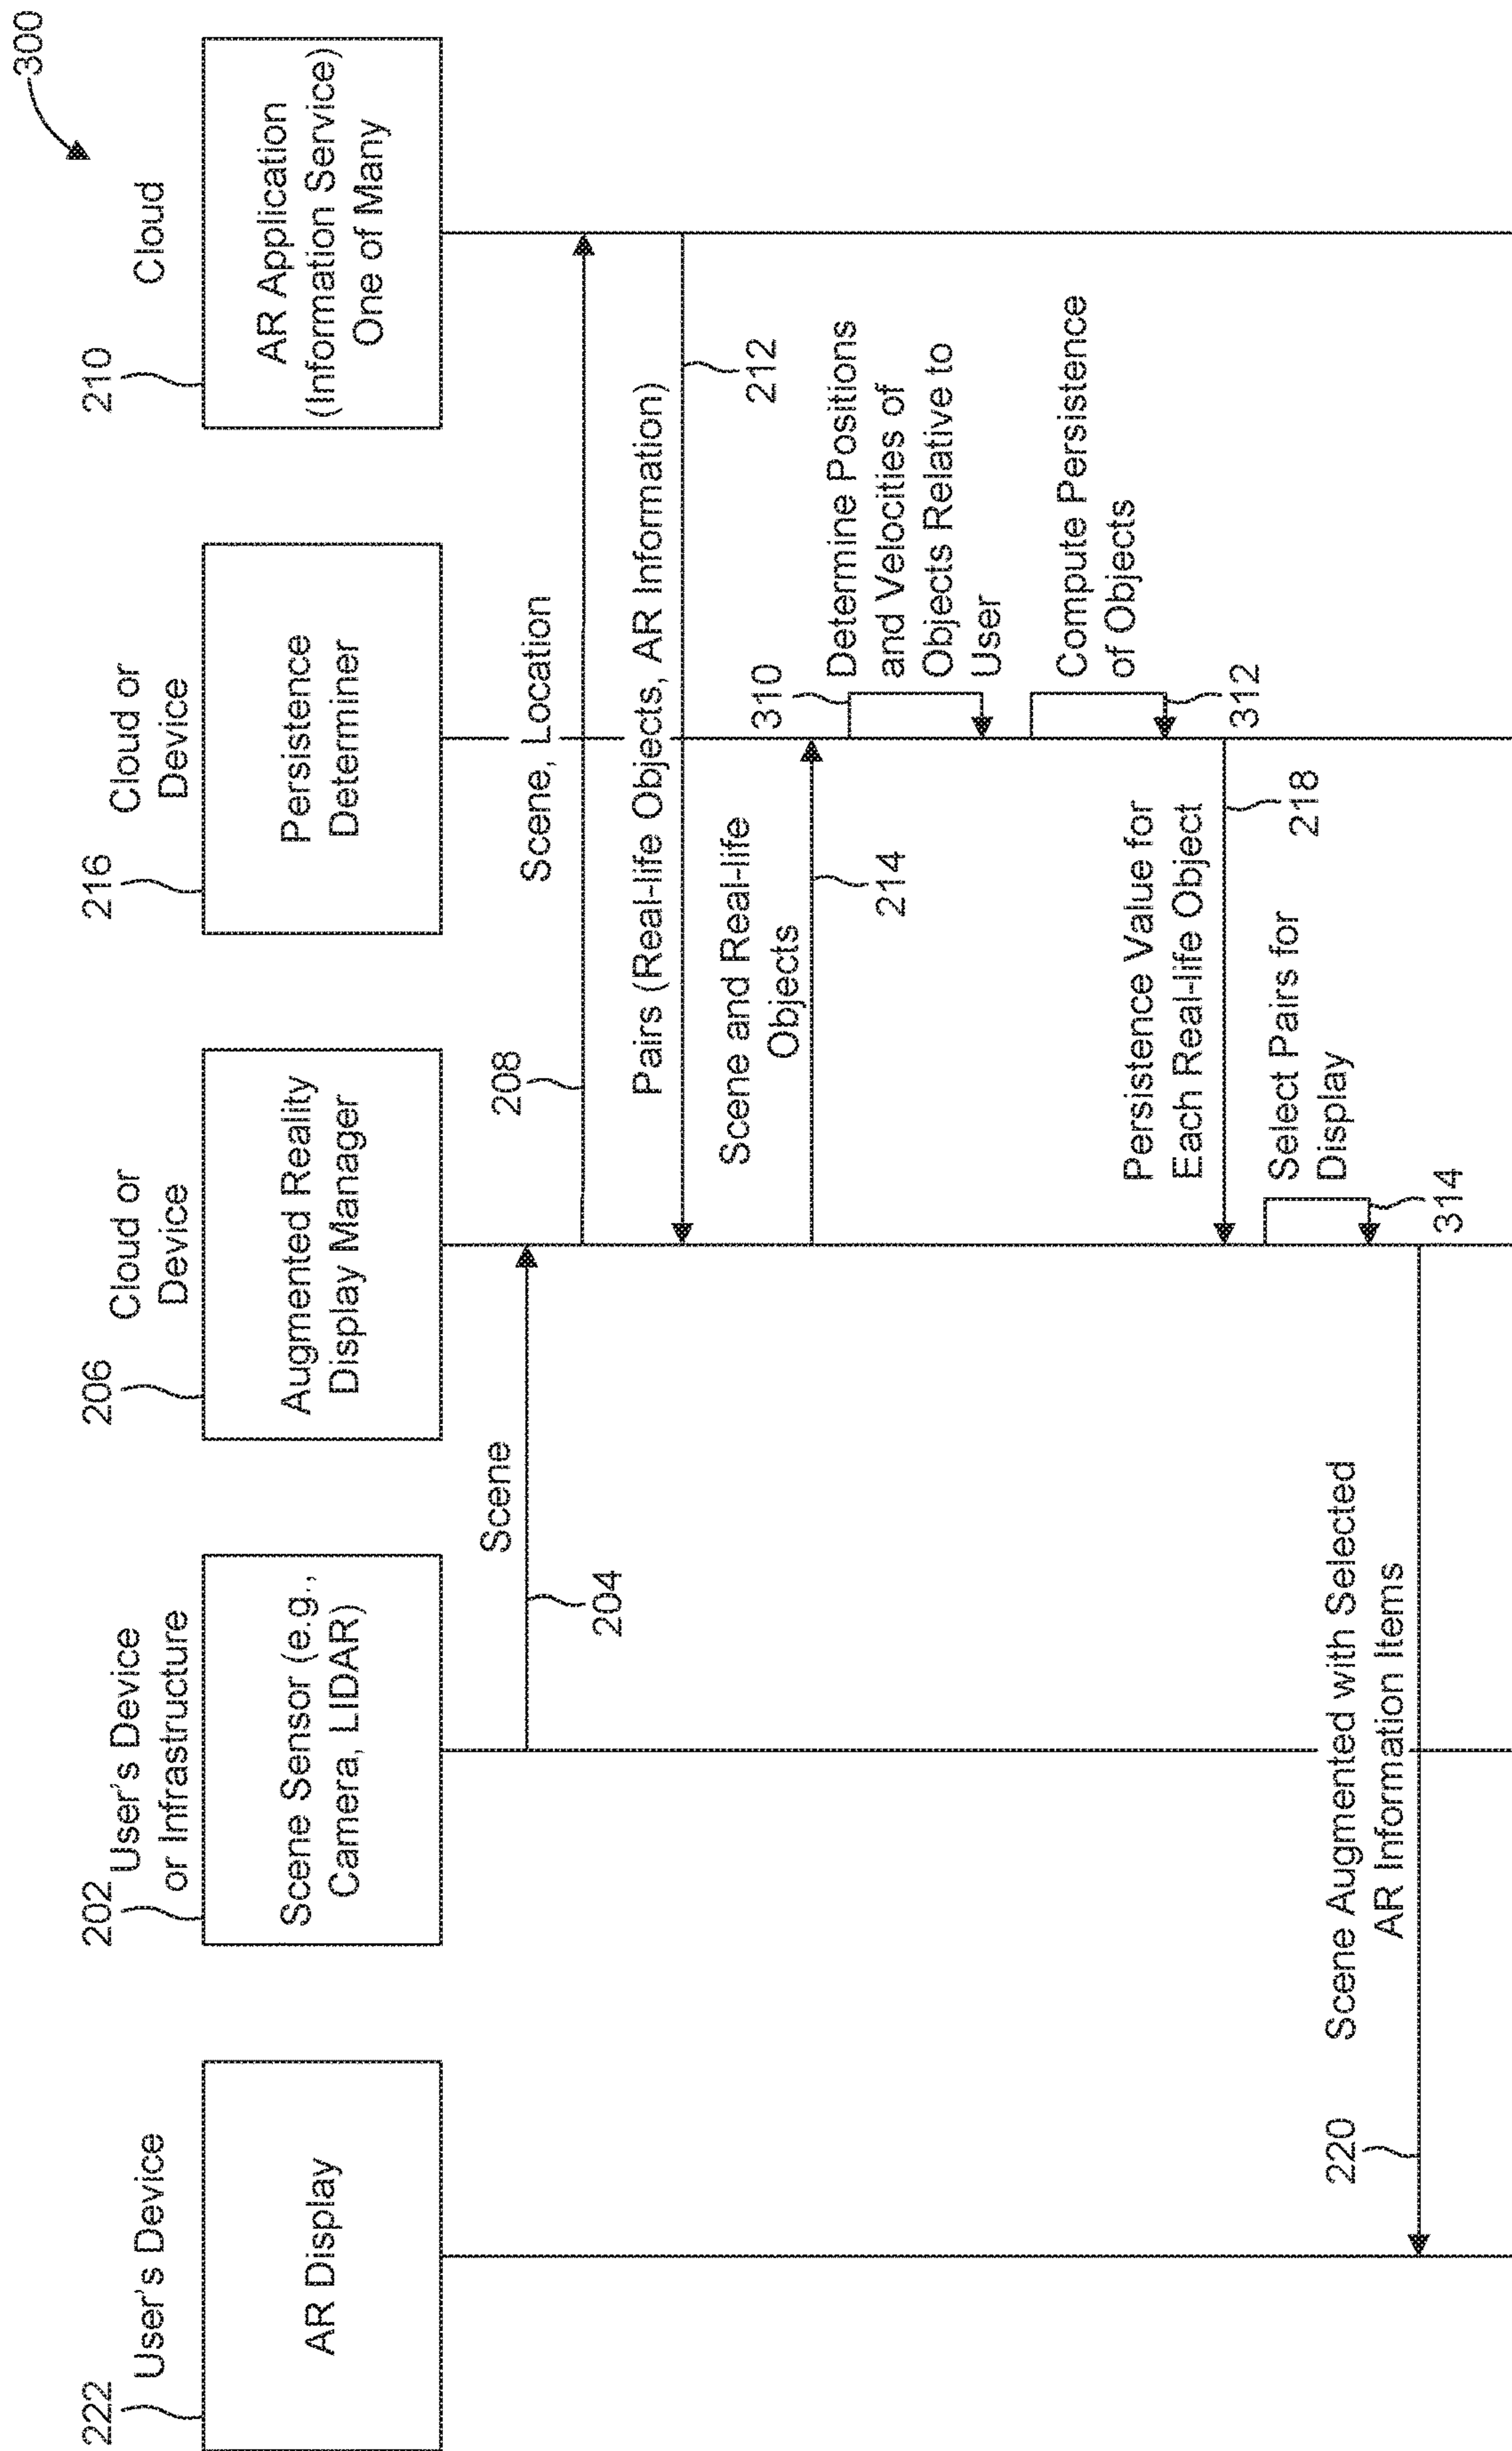 300
User's Device
222
AR Display
User's Device
or Infrastructure
202
Scene Sensor (e.g.,
Camera, LIDAR)
Cloud or
Device
206
Augmented Reality
Display Manager
Cloud or
Device
216
Persistence
Determiner
Cloud
210
AR Application
(Information Service)
One of Many
Scene
204
208
Scene, Location
Pairs (Real-life Objects, AR Information)
212
Scene and Real-life
Objects
214
310
Determine Positions
and Velocities of
Objects Relative to
User
Compute Persistence
of Objects
312
Persistence Value for
Each Real-life Object
218
Select Pairs for
Display
314
220
Scene Augmented with Selected
AR Information Items